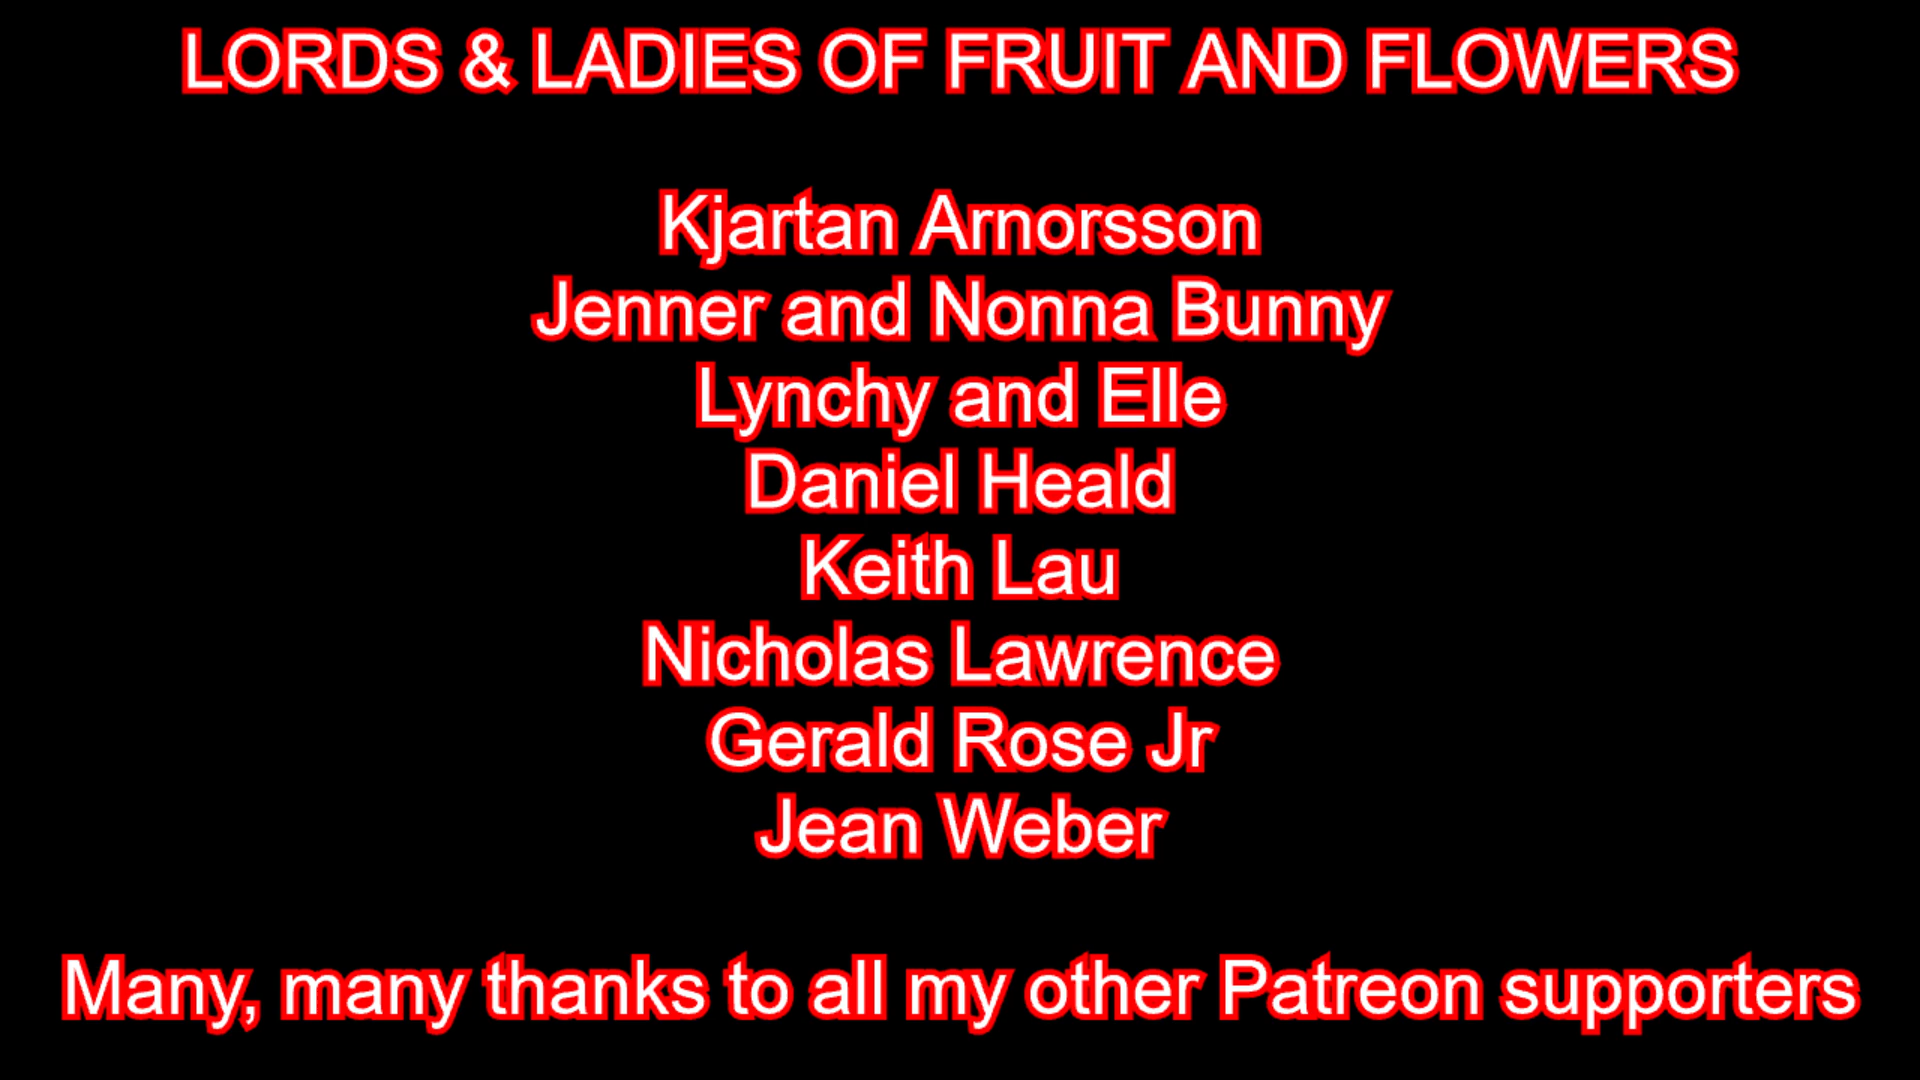 LORDS & LADIES OF FRUIT AND FLOWERS
Kjartan Arnorsson
Jenner and Nonna Bunny
Lynchy and Elle
Daniel Heald
Keith Lau
Nicholas Lawrence
Gerald Rose Jr
Jean Weber
Many, many thanks to all my other Patreon supporters